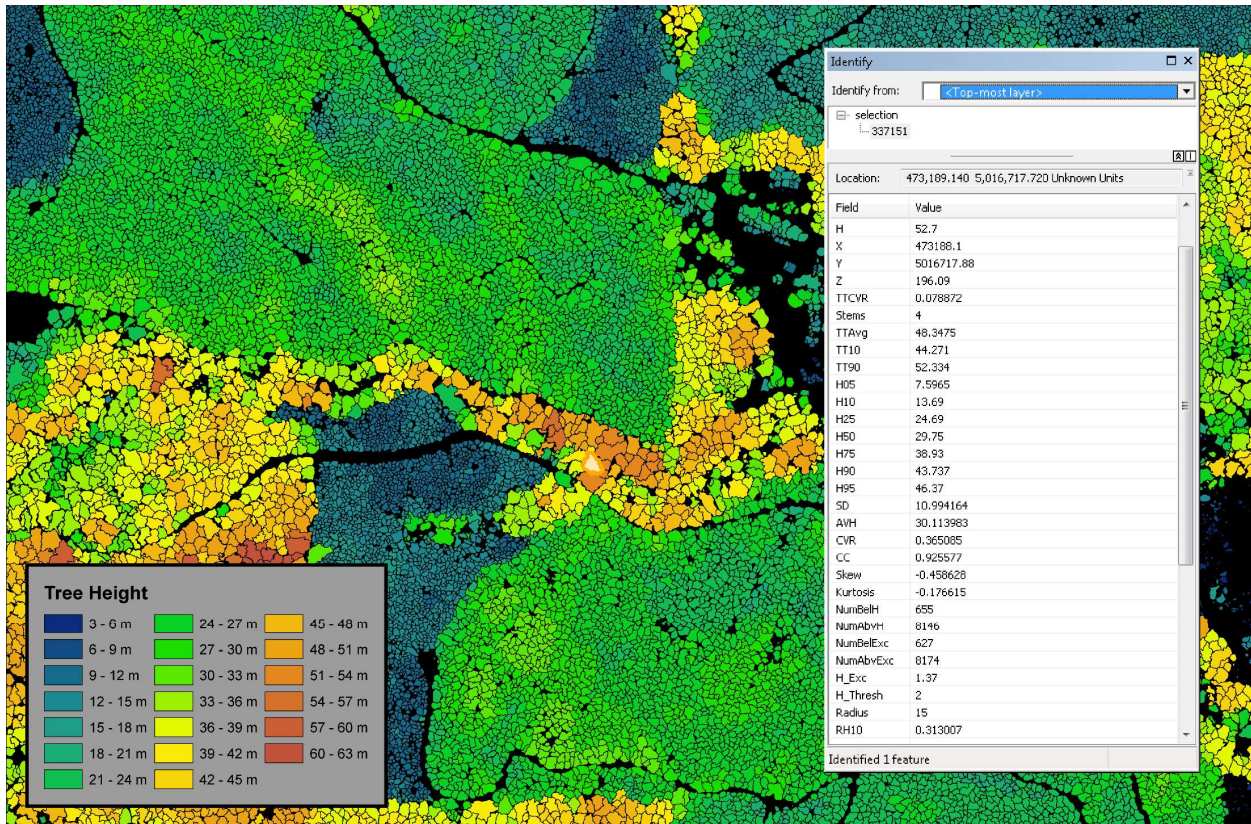 Identify
Identify from: <Top-most layer>
selection
337151
Location: 473,189.140 5,016,717.720 Unknown Units
Field Value
H 52.7
X 473188.1
Y 5016717.88
Z 196.09
TTCVR 0.078872
Stems 4
TTAvg 48.3475
TT10 44.271
TT90 52.334
H05 7.5965
H10 13.69
H25 24.69
H50 29.75
H75 38.93
H90 43.737
H95 46.37
SD 10.994164
AVH 30.113983
CVR 0.365085
CC 0.925577
Skew -0.458628
Kurtosis -0.176615
NumBelH 655
NumAbvH 8146
NumBelExc 627
NumAbvExc 8174
H_Exc 1.37
H_Thresh 2
Radius 15
RH10 0.313007
Identified 1 feature
Tree Height
3 - 6 m 24 - 27 m 45 - 48 m
6 - 9 m 27 - 30 m 48 - 51 m
9 - 12 m 30 - 33 m 51 - 54 m
12 - 15 m 33 - 36 m 54 - 57 m
15 - 18 m 36 - 39 m 57 - 60 m
18 - 21 m 39 - 42 m 60 - 63 m
21 - 24 m 42 - 45 m